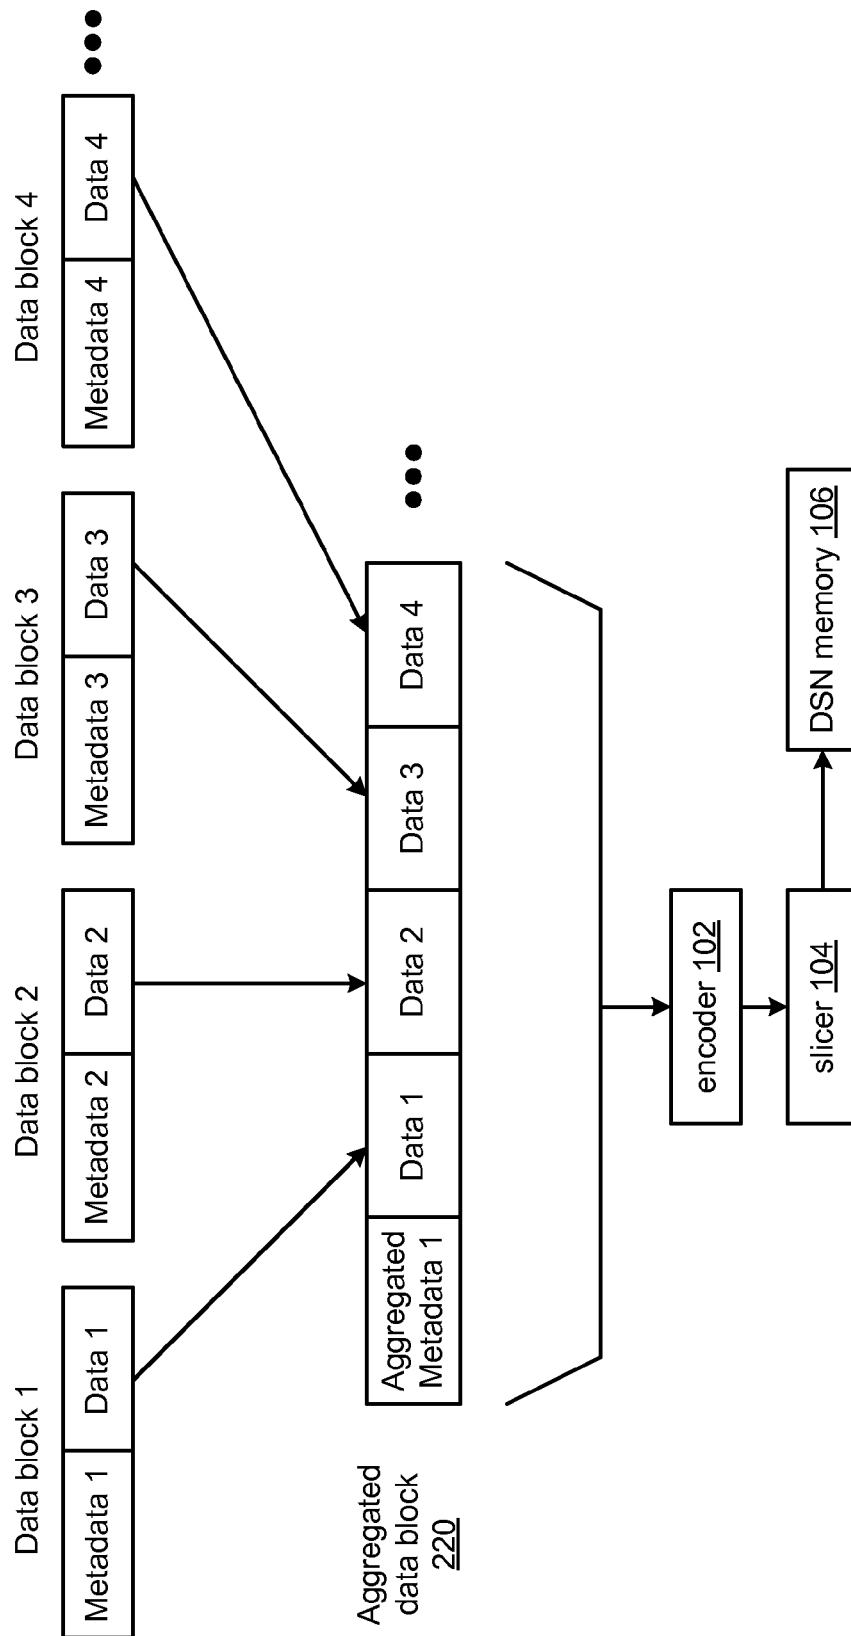 Data block 1
Data block 2
Data block 3
Data block 4
Metadata 1
Data 1
Metadata 2
Data 2
Metadata 3
Data 3
Metadata 4
Data 4
Aggregated
data block
220
Aggregated
Metadata 1
Data 1
Data 2
Data 3
Data 4
encoder 102
slicer 104
DSN memory 106